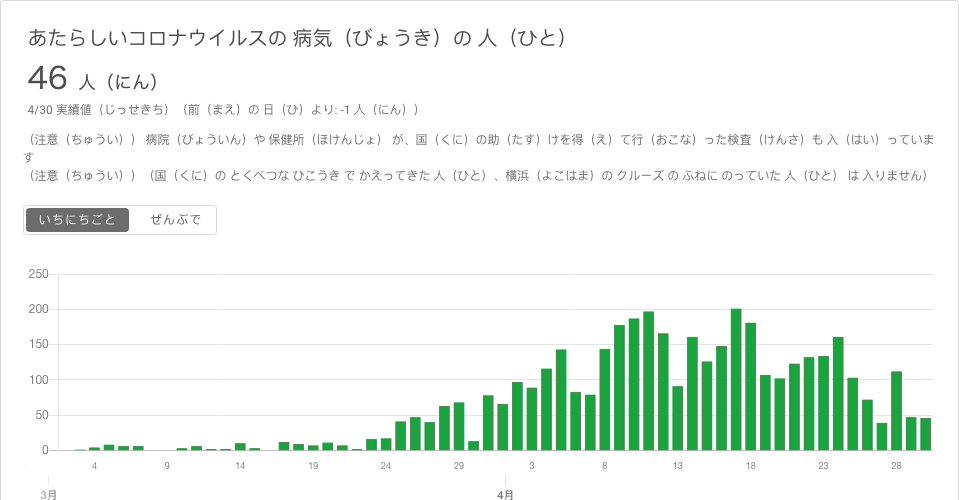 あたらしいコロナウイルスの 病気（びょうき）の 人（ひと）
46 人（にん）
4/30 実績値（じっせきち）（前（まえ）の 日（ひ）より: -1 人（にん））
（注意（ちゅうい）） 病院（びょういん）や 保健所（ほけんじょ） が、国（くに）の助（たす）けを得（え）て行（おこな）った検査（けんさ）も 入（はい）っていま
す
（注意（ちゅうい））（国（くに）の とくべつな ひこうき で かえってきた 人（ひと）、横浜（よこはま）の クルーズ の ふねに のっていた 人（ひと） は 入りません）
いちにちごと ぜんぶで
250
200
150
100
50
0
4 9 14 19 24 29 3 8 13 18 23 28
3月 4月